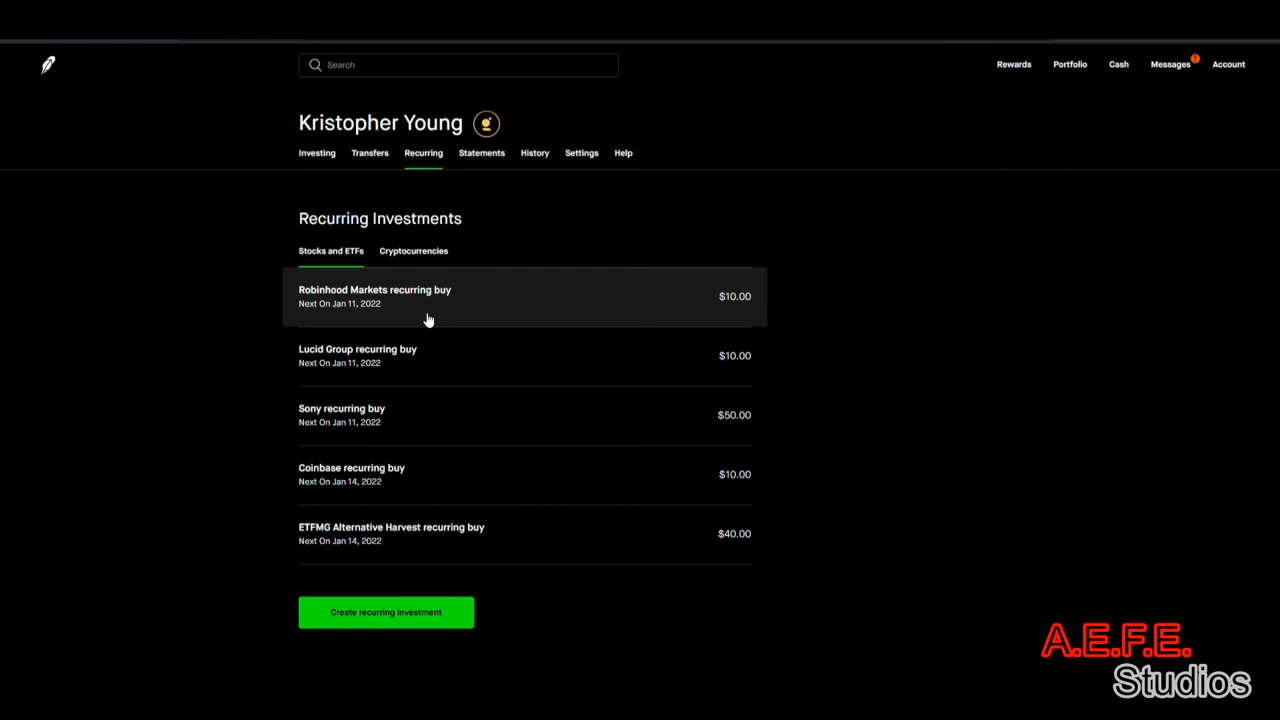 Search
Rewards Portfolio Cash Messages Account
Kristopher Young
Investing Transfers Recurring Statements History Settings Help
Recurring Investments
Stocks and ETFs Cryptocurrencies
Robinhood Markets recurring buy
Next On Jan 11, 2022
$10.00
Lucid Group recurring buy
Next On Jan 11, 2022
$10.00
Sony recurring buy
Next On Jan 11, 2022
$50.00
Coinbase recurring buy
Next On Jan 14, 2022
$10.00
ETFMG Alternative Harvest recurring buy
Next On Jan 14, 2022
$40.00
Create recurring investment
A.E.F.E.
Studios